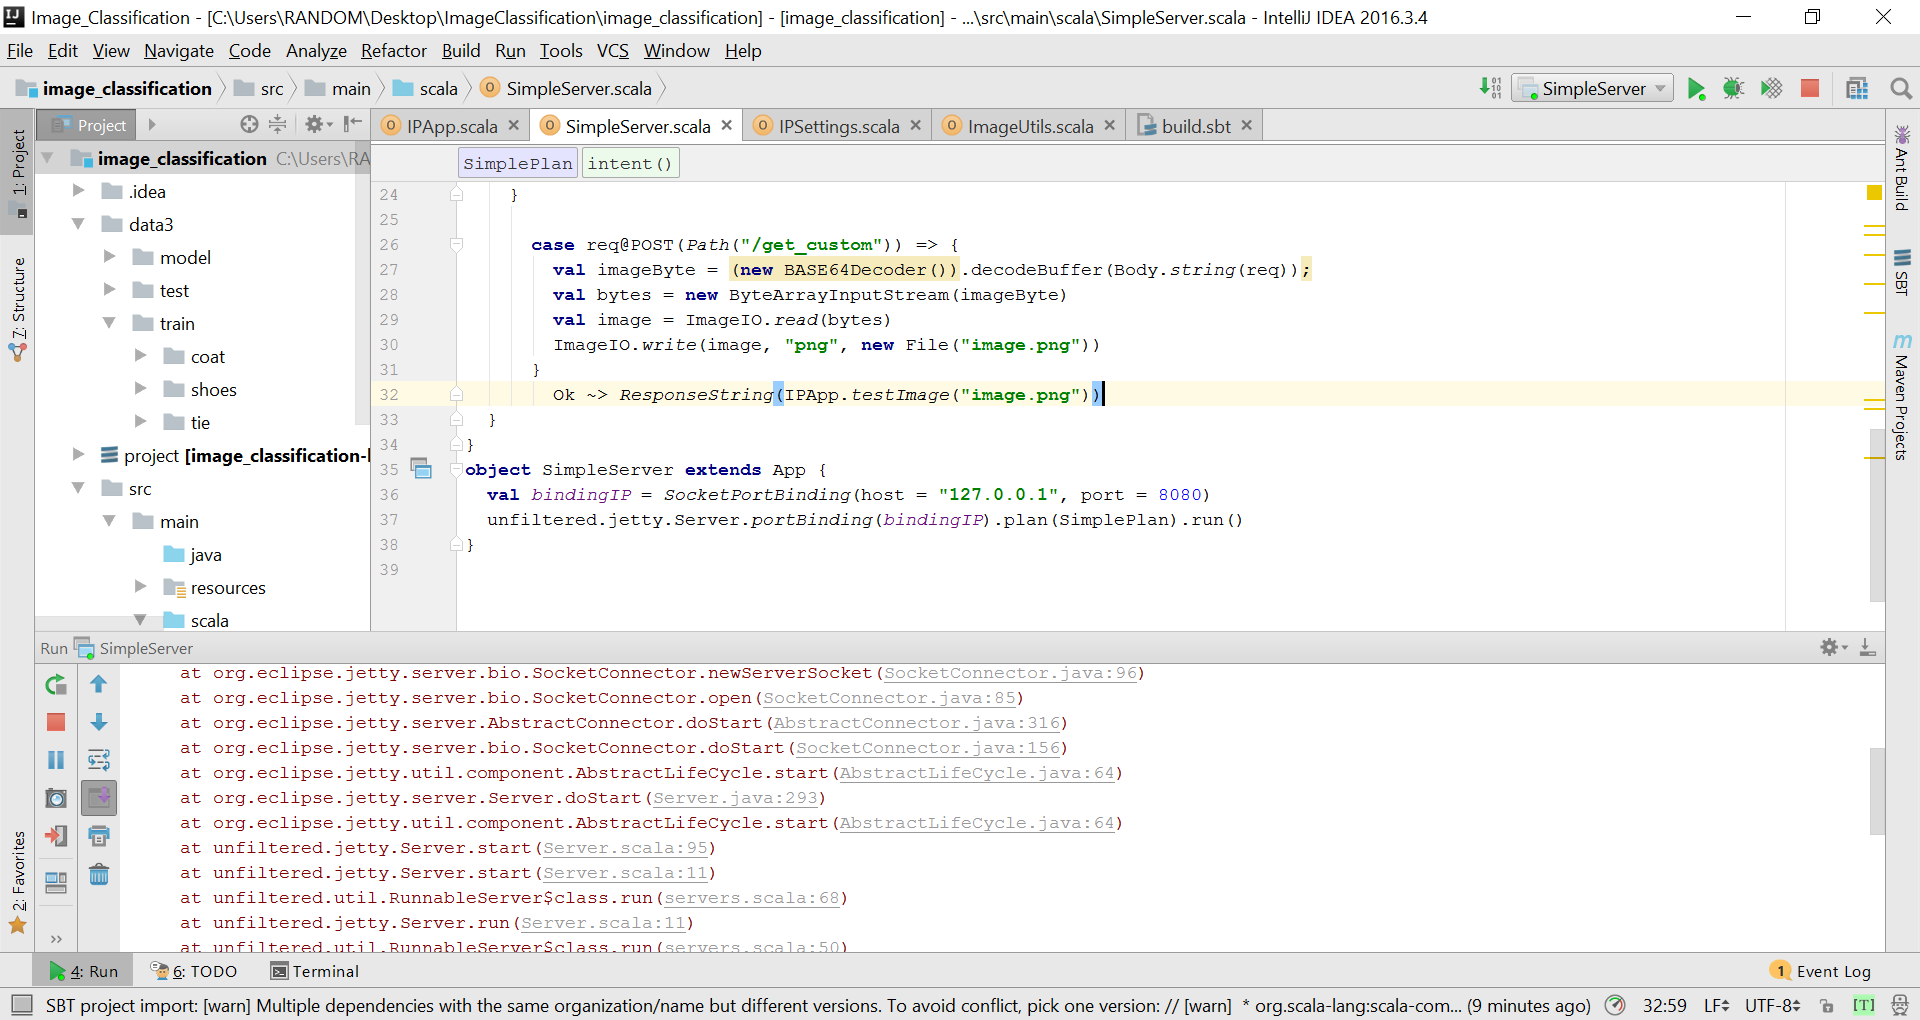 Image_Classification - [C:\Users\RANDOM\Desktop\ImageClassification\image_classification] - [image_classification] - ...\src\main\scala\SimpleServer.scala - IntelliJ IDEA 2016.3.4
File Edit View Navigate Code Analyze Refactor Build Run Tools VCS Window Help
image_classification src main scala SimpleServer.scala SimpleServer
Project IPApp.scala SimpleServer.scala IPSettings.scala ImageUtils.scala build.sbt
1: Project
7: Structure
2: Favorites
image_classification C:\Users\RA
.idea
data3
model
test
train
coat
shoes
tie
project [image_classification-
src
main
java
resources
scala
SimplePlan intent()
24 }
25
26 case req@POST(Path("/get_custom")) => {
27 val imageByte = (new BASE64Decoder()).decodeBuffer(Body.string(req));
28 val bytes = new ByteArrayInputStream(imageByte)
29 val image = ImageIO.read(bytes)
30 ImageIO.write(image, "png", new File("image.png"))
31 }
32 Ok ~> ResponseString(IPApp.testImage("image.png"))
33 }
34 }
35 object SimpleServer extends App {
36 val bindingIP = SocketPortBinding(host = "127.0.0.1", port = 8080)
37 unfiltered.jetty.Server.portBinding(bindingIP).plan(SimplePlan).run()
38 }
39
Ant Build
SBT
m Maven Projects
Run SimpleServer
at org.eclipse.jetty.server.bio.SocketConnector.newServerSocket(SocketConnector.java:96)
at org.eclipse.jetty.server.bio.SocketConnector.open(SocketConnector.java:85)
at org.eclipse.jetty.server.AbstractConnector.doStart(AbstractConnector.java:316)
at org.eclipse.jetty.server.bio.SocketConnector.doStart(SocketConnector.java:156)
at org.eclipse.jetty.util.component.AbstractLifeCycle.start(AbstractLifeCycle.java:64)
at org.eclipse.jetty.server.Server.doStart(Server.java:293)
at org.eclipse.jetty.util.component.AbstractLifeCycle.start(AbstractLifeCycle.java:64)
at unfiltered.jetty.Server.start(Server.scala:95)
at unfiltered.jetty.Server.start(Server.scala:11)
at unfiltered.util.RunnableServer$class.run(servers.scala:68)
at unfiltered.jetty.Server.run(Server.scala:11)
at unfiltered.util.RunnableServer$class.run(servers.scala:50)
4: Run 6: TODO Terminal 1 Event Log
SBT project import: [warn] Multiple dependencies with the same organization/name but different versions. To avoid conflict, pick one version: // [warn] * org.scala-lang:scala-com... (9 minutes ago) 32:59 LF UTF-8 [T]